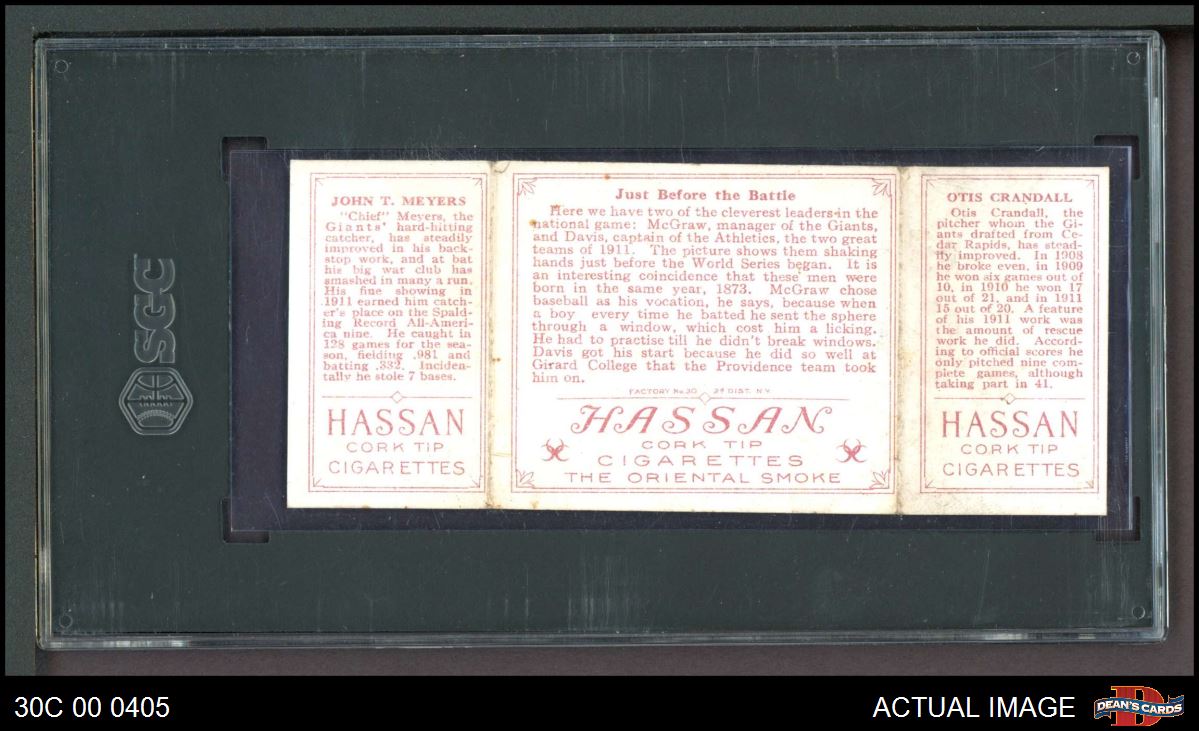 SGC
JOHN T. MEYERS
"Chief" Meyers, the
Giants' hard-hitting
catcher, has steadily
improved in his back-
stop work, and at bat
his big war club has
smashed in many a run.
His fine showing in
1911 earned him catch-
er's place on the Spald-
ing Record All-Ameri-
ca nine. He caught in
128 games for the sea-
son, fielding .981 and
batting .332. Inciden-
tally he stole 7 bases.
HASSAN
CORK TIP
CIGARETTES
Just Before the Battle
Here we have two of the cleverest leaders in the
national game: McGraw, manager of the Giants,
and Davis, captain of the Athletics, the two great
teams of 1911. The picture shows them shaking
hands just before the World Series began. It is
an interesting coincidence that these men were
born in the same year, 1873. McGraw chose
baseball as his vocation, he says, because when
a boy every time he batted he sent the sphere
through a window, which cost him a licking.
He had to practise till he didn't break windows.
Davis got his start because he did so well at
Girard College that the Providence team took
him on.
FACTORY No 30 2d DIST. N.Y.
HASSAN
CORK TIP
CIGARETTES
THE ORIENTAL SMOKE
OTIS CRANDALL
Otis Crandall, the
pitcher whom the Gi-
ants drafted from Ce-
dar Rapids, has stead-
ily improved. In 1908
he broke even, in 1909
he won six games out of
10, in 1910 he won 17
out of 21, and in 1911
15 out of 20. A feature
of his 1911 work was
the amount of rescue
work he did. Accord-
ing to official scores he
only pitched nine com-
plete games, although
taking part in 41.
HASSAN
CORK TIP
CIGARETTES
30C 00 0405
ACTUAL IMAGE
DEAN'S CARDS